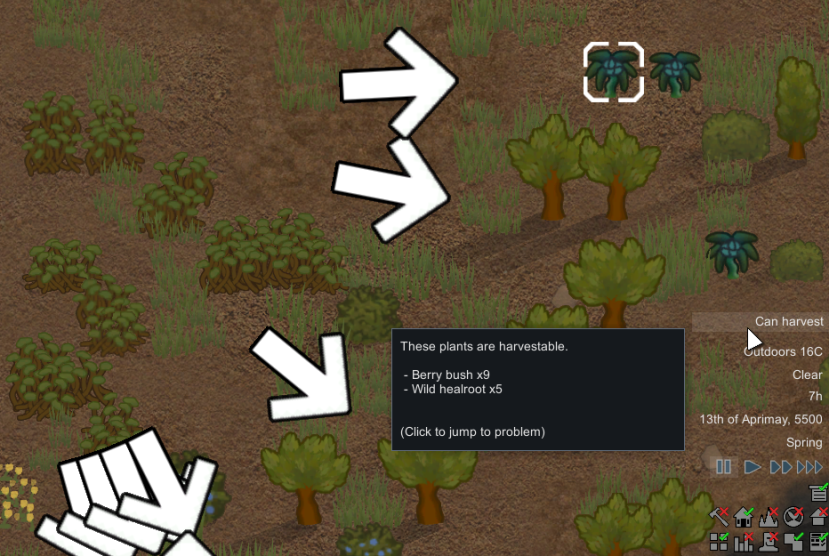 Can harvest
These plants are harvestable.
- Berry bush x9
- Wild healroot x5
(Click to jump to problem)
Outdoors 16C
Clear
7h
13th of Aprimay, 5500
Spring